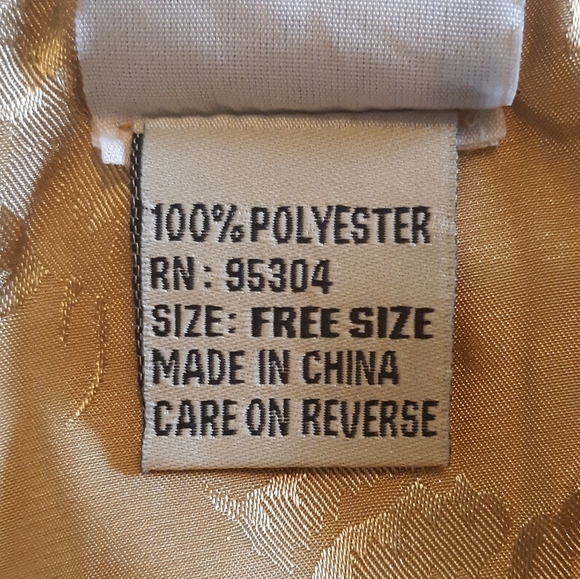 100% POLYESTER
RN: 95304
SIZE: FREE SIZE
MADE IN CHINA
CARE ON REVERSE